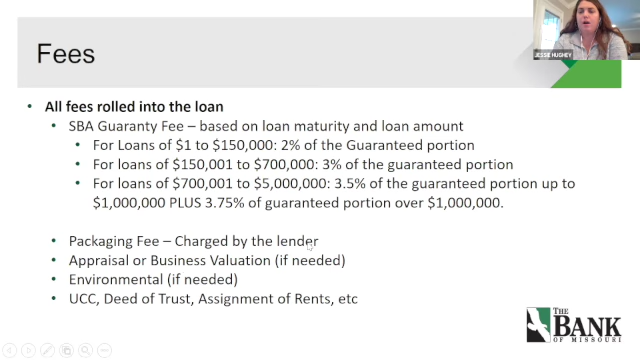 JESSIE HUGHEY
Fees
• All fees rolled into the loan
• SBA Guaranty Fee – based on loan maturity and loan amount
• For Loans of $1 to $150,000: 2% of the Guaranteed portion
• For loans of $150,001 to $700,000: 3% of the guaranteed portion
• For loans of $700,001 to $5,000,000: 3.5% of the guaranteed portion up to
$1,000,000 PLUS 3.75% of guaranteed portion over $1,000,000.
• Packaging Fee – Charged by the lender
• Appraisal or Business Valuation (if needed)
• Environmental (if needed)
• UCC, Deed of Trust, Assignment of Rents, etc
THE
BANK
OF MISSOURI